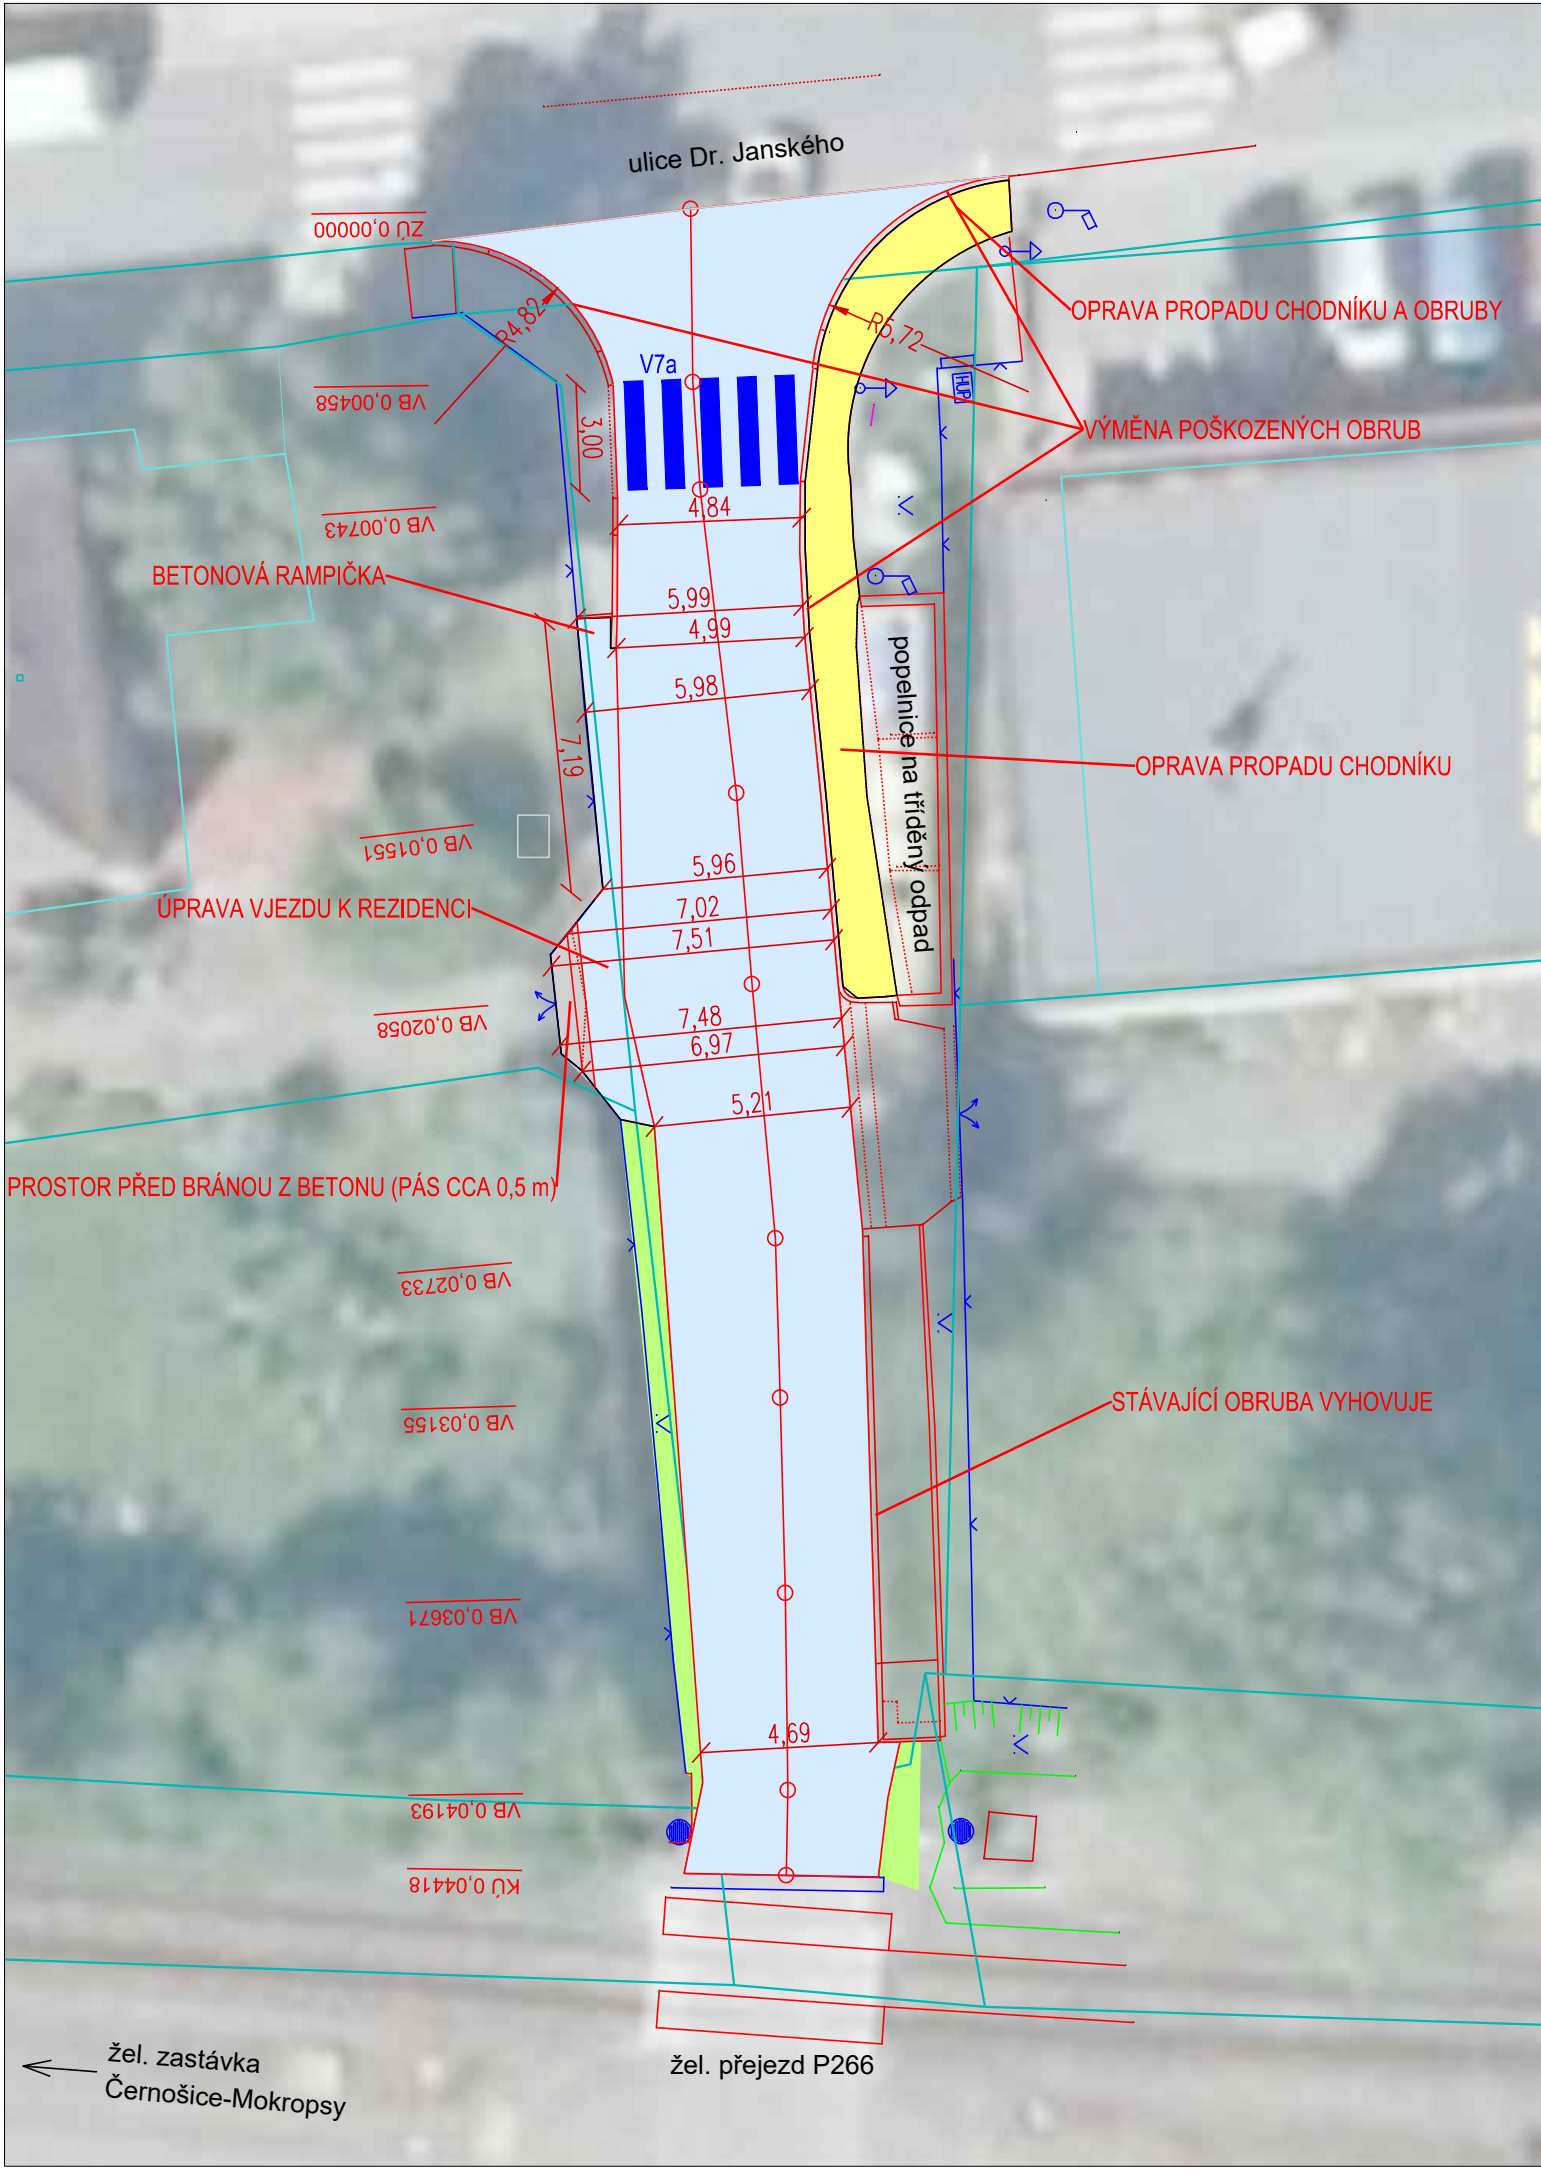 ulice Dr. Janského
ZÚ 0,00000
OPRAVA PROPADU CHODNÍKU A OBRUBY
R4,82
R5,72
V7a
HUP
VB 0,00458
3,00
VÝMĚNA POŠKOZENÝCH OBRUB
4,84
VB 0,00743
BETONOVÁ RAMPIČKA
5,99
4,99
5,98
popelnice na tříděný odpad
7,19
OPRAVA PROPADU CHODNÍKU
VB 0,01551
5,96
ÚPRAVA VJEZDU K REZIDENCI
7,02
7,51
VB 0,02058
7,48
6,97
5,21
PROSTOR PŘED BRÁNOU Z BETONU (PÁS CCA 0,5 m)
VB 0,02733
STÁVAJÍCÍ OBRUBA VYHOVUJE
VB 0,03155
VB 0,03671
4,69
VB 0,04193
KÚ 0,04418
žel. zastávka
Černošice-Mokropsy
žel. přejezd P266